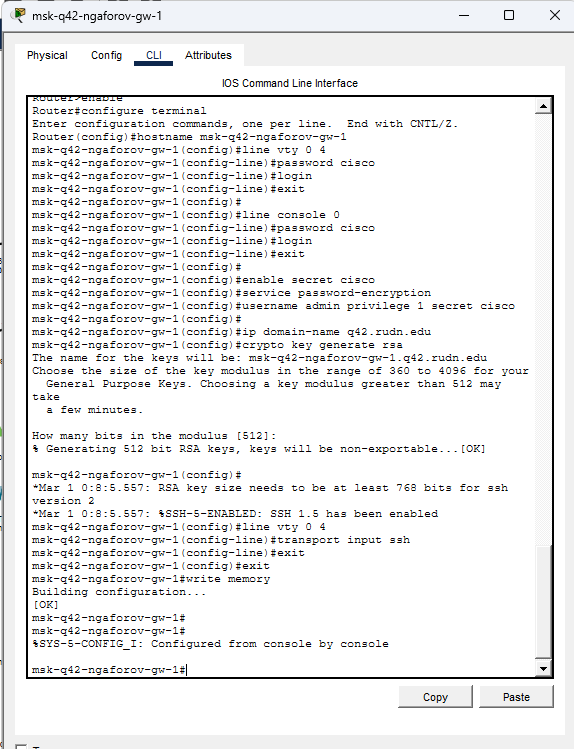 msk-q42-ngaforov-gw-1
Physical Config CLI Attributes
IOS Command Line Interface
Router>enable
Router#configure terminal
Enter configuration commands, one per line.  End with CNTL/Z.
Router(config)#hostname msk-q42-ngaforov-gw-1
msk-q42-ngaforov-gw-1(config)#line vty 0 4
msk-q42-ngaforov-gw-1(config-line)#password cisco
msk-q42-ngaforov-gw-1(config-line)#login
msk-q42-ngaforov-gw-1(config-line)#exit
msk-q42-ngaforov-gw-1(config)#
msk-q42-ngaforov-gw-1(config)#line console 0
msk-q42-ngaforov-gw-1(config-line)#password cisco
msk-q42-ngaforov-gw-1(config-line)#login
msk-q42-ngaforov-gw-1(config-line)#exit
msk-q42-ngaforov-gw-1(config)#
msk-q42-ngaforov-gw-1(config)#enable secret cisco
msk-q42-ngaforov-gw-1(config)#service password-encryption
msk-q42-ngaforov-gw-1(config)#username admin privilege 1 secret cisco
msk-q42-ngaforov-gw-1(config)#
msk-q42-ngaforov-gw-1(config)#ip domain-name q42.rudn.edu
msk-q42-ngaforov-gw-1(config)#crypto key generate rsa
The name for the keys will be: msk-q42-ngaforov-gw-1.q42.rudn.edu
Choose the size of the key modulus in the range of 360 to 4096 for your
  General Purpose Keys. Choosing a key modulus greater than 512 may
take
  a few minutes.
How many bits in the modulus [512]:
% Generating 512 bit RSA keys, keys will be non-exportable...[OK]
msk-q42-ngaforov-gw-1(config)#
*Mar 1 0:8:5.557: RSA key size needs to be at least 768 bits for ssh
version 2
*Mar 1 0:8:5.557: %SSH-5-ENABLED: SSH 1.5 has been enabled
msk-q42-ngaforov-gw-1(config)#line vty 0 4
msk-q42-ngaforov-gw-1(config-line)#transport input ssh
msk-q42-ngaforov-gw-1(config-line)#exit
msk-q42-ngaforov-gw-1(config)#exit
msk-q42-ngaforov-gw-1#write memory
Building configuration...
[OK]
msk-q42-ngaforov-gw-1#
msk-q42-ngaforov-gw-1#
%SYS-5-CONFIG_I: Configured from console by console
msk-q42-ngaforov-gw-1#
Copy Paste